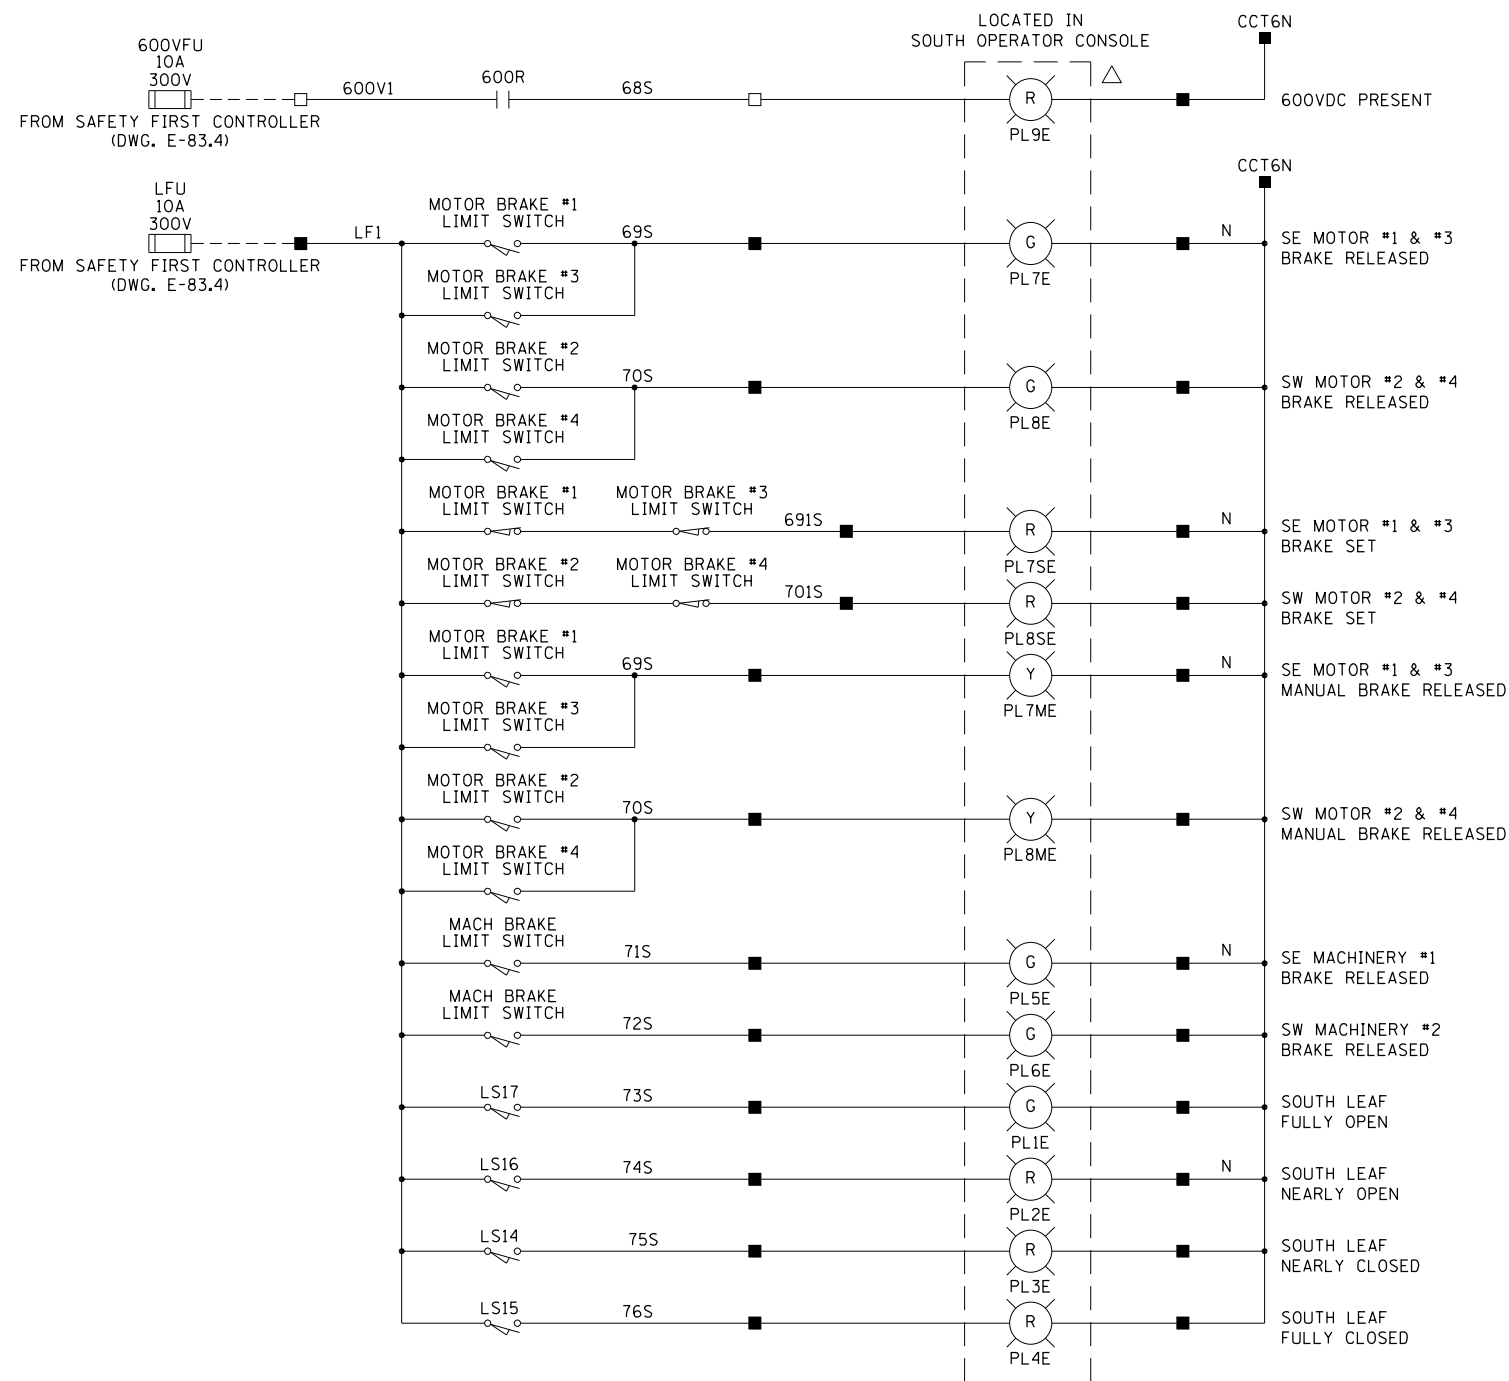 LOCATED IN
SOUTH OPERATOR CONSOLE
CCT6N
600VFU
10A
300V
600V1
600R
68S
R
PL9E
600VDC PRESENT
FROM SAFETY FIRST CONTROLLER
(DWG. E-83.4)
CCT6N
LFU
10A
300V
LF1
MOTOR BRAKE #1
LIMIT SWITCH
69S
G
PL7E
N
SE MOTOR #1 & #3
BRAKE RELEASED
FROM SAFETY FIRST CONTROLLER
(DWG. E-83.4)
MOTOR BRAKE #3
LIMIT SWITCH
MOTOR BRAKE #2
LIMIT SWITCH
70S
G
PL8E
SW MOTOR #2 & #4
BRAKE RELEASED
MOTOR BRAKE #4
LIMIT SWITCH
MOTOR BRAKE #1
LIMIT SWITCH
MOTOR BRAKE #3
LIMIT SWITCH
691S
R
PL7SE
N
SE MOTOR #1 & #3
BRAKE SET
MOTOR BRAKE #2
LIMIT SWITCH
MOTOR BRAKE #4
LIMIT SWITCH
701S
R
PL8SE
SW MOTOR #2 & #4
BRAKE SET
MOTOR BRAKE #1
LIMIT SWITCH
69S
Y
PL7ME
N
SE MOTOR #1 & #3
MANUAL BRAKE RELEASED
MOTOR BRAKE #3
LIMIT SWITCH
MOTOR BRAKE #2
LIMIT SWITCH
70S
Y
PL8ME
SW MOTOR #2 & #4
MANUAL BRAKE RELEASED
MOTOR BRAKE #4
LIMIT SWITCH
MACH BRAKE
LIMIT SWITCH
71S
G
PL5E
N
SE MACHINERY #1
BRAKE RELEASED
MACH BRAKE
LIMIT SWITCH
72S
G
PL6E
SW MACHINERY #2
BRAKE RELEASED
LS17
73S
G
PL1E
SOUTH LEAF
FULLY OPEN
LS16
74S
R
PL2E
N
SOUTH LEAF
NEARLY OPEN
LS14
75S
R
PL3E
SOUTH LEAF
NEARLY CLOSED
LS15
76S
R
PL4E
SOUTH LEAF
FULLY CLOSED